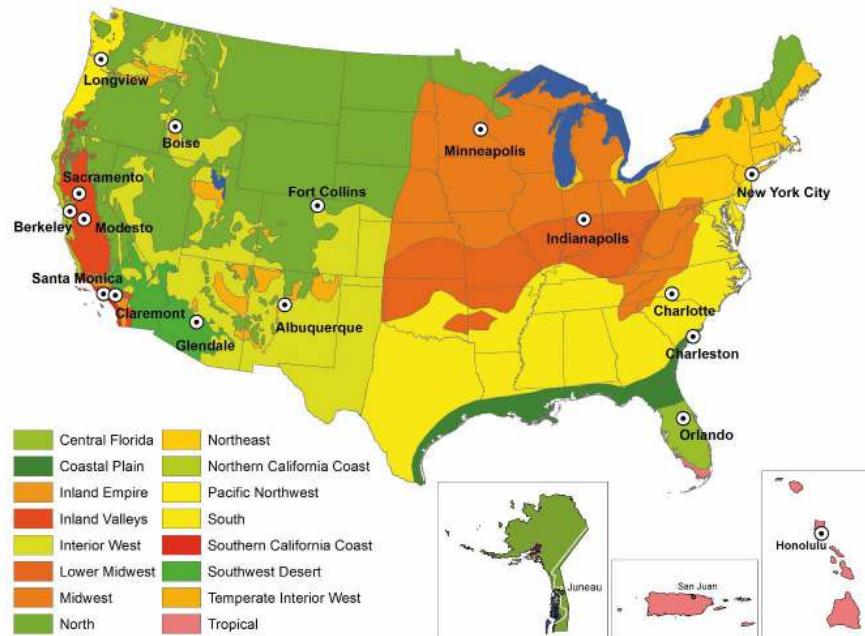 Longview
Boise
Minneapolis
New York City
Sacramento
Fort Collins
Berkeley
Modesto
Indianapolis
Santa Monica
Claremont
Glendale
Albuquerque
Charlotte
Charleston
Orlando
Central Florida
Coastal Plain
Inland Empire
Inland Valleys
Interior West
Lower Midwest
Midwest
North
Northeast
Northern California Coast
Pacific Northwest
South
Southern California Coast
Southwest Desert
Temperate Interior West
Tropical
Juneau
San Juan
Honolulu